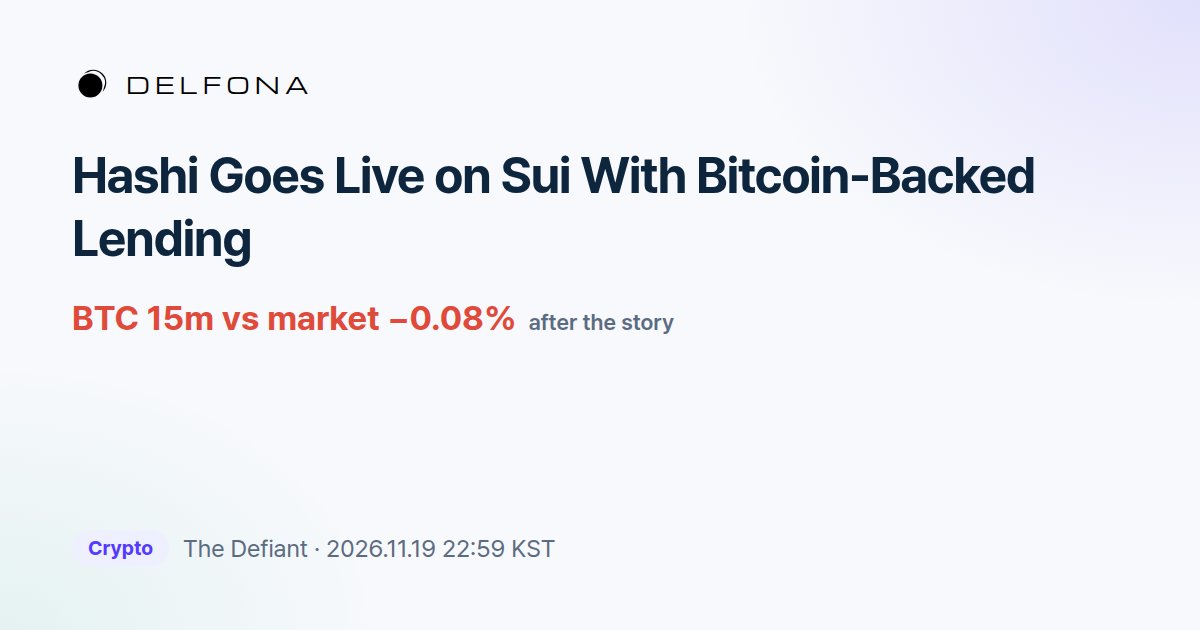 DELFONA
Hashi Goes Live on Sui With Bitcoin-Backed
Lending
BTC 15m vs market −0.08% after the story
Crypto The Defiant · 2026.11.19 22:59 KST